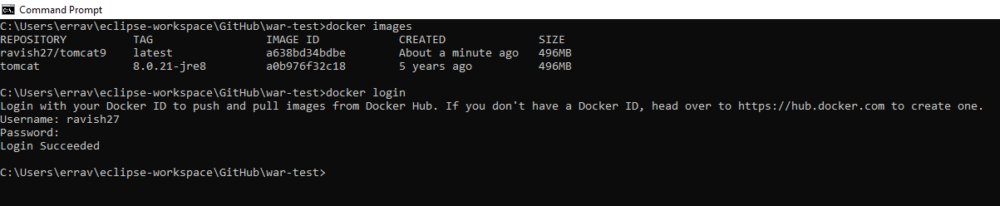 Command Prompt
C:\Users\errav\eclipse-workspace\GitHub\war-test>docker images
REPOSITORY          TAG                 IMAGE ID            CREATED              SIZE
ravish27/tomcat9    latest              a638bd34bdbe        About a minute ago   496MB
tomcat              8.0.21-jre8         a0b976f32c18        5 years ago          496MB
C:\Users\errav\eclipse-workspace\GitHub\war-test>docker login
Login with your Docker ID to push and pull images from Docker Hub. If you don't have a Docker ID, head over to https://hub.docker.com to create one.
Username: ravish27
Password:
Login Succeeded
C:\Users\errav\eclipse-workspace\GitHub\war-test>